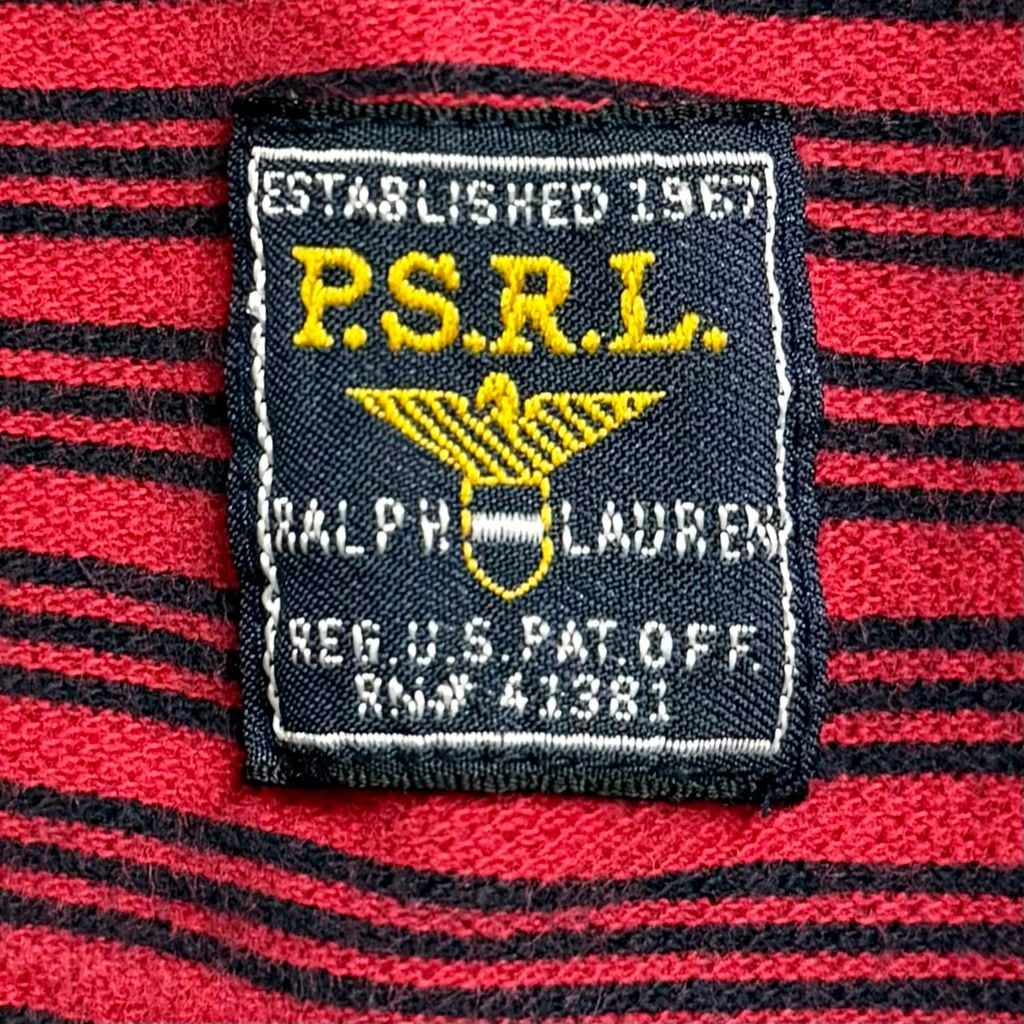 ESTABLISHED 1967
P.S.R.L.
RALPH LAUREN
REG.U.S.PAT.OFF.
RN# 41381